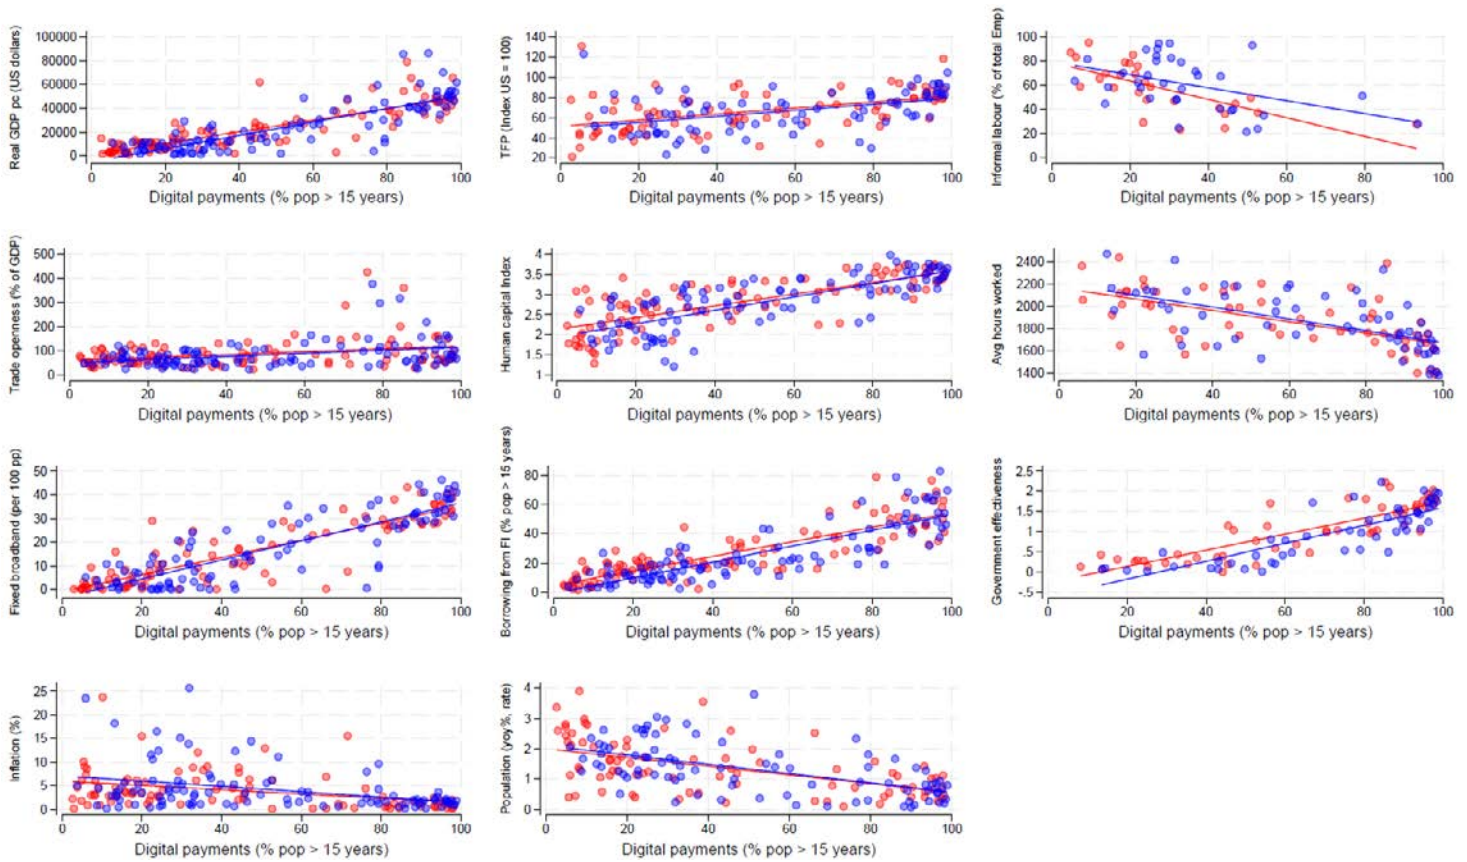 Real GDP pc (US dollars)
100000
80000
60000
40000
20000
0
0 20 40 60 80 100
Digital payments (% pop > 15 years)
TFP (Index US = 100)
140
120
100
80
60
40
20
0 20 40 60 80 100
Digital payments (% pop > 15 years)
Informal labour (% of total Emp)
100
80
60
40
20
0
0 20 40 60 80 100
Digital payments (% pop > 15 years)
Trade openness (% of GDP)
500
400
300
200
100
0
0 20 40 60 80 100
Digital payments (% pop > 15 years)
Human capital Index
4
3.5
3
2.5
2
1.5
1
0 20 40 60 80 100
Digital payments (% pop > 15 years)
Avg hours worked
2400
2200
2000
1800
1600
1400
0 20 40 60 80 100
Digital payments (% pop > 15 years)
Fixed broadband (per 100 pp)
50
40
30
20
10
0
0 20 40 60 80 100
Digital payments (% pop > 15 years)
Borrowing from FI (% pop > 15 years)
80
60
40
20
0
0 20 40 60 80 100
Digital payments (% pop > 15 years)
Government effectiveness
2.5
2
1.5
1
.5
0
-.5
0 20 40 60 80 100
Digital payments (% pop > 15 years)
Inflation (%)
25
20
15
10
5
0
0 20 40 60 80 100
Digital payments (% pop > 15 years)
Population (yoy%, rate)
4
3
2
1
0
0 20 40 60 80 100
Digital payments (% pop > 15 years)